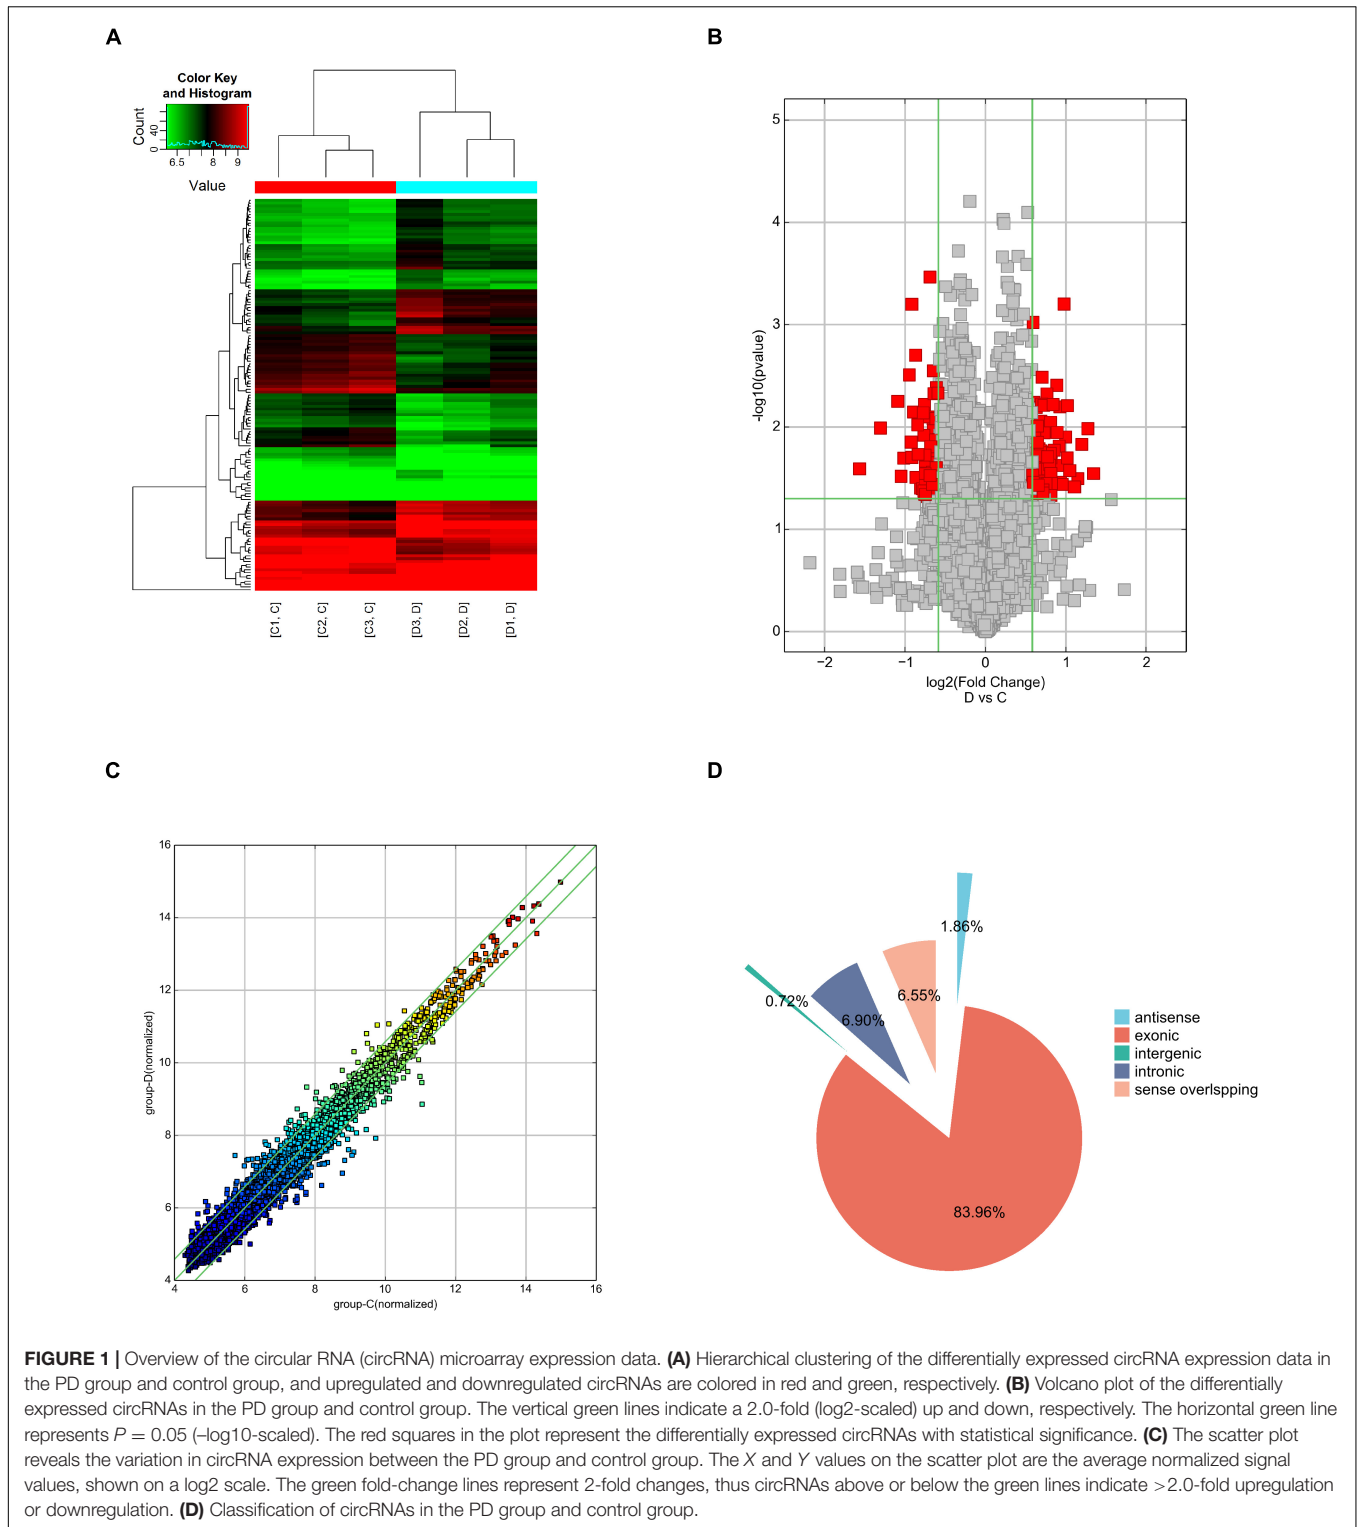 A
B
Color Key
and Histogram
Count
0
40
6.5
8
9
Value
[C1, C]
[C2, C]
[C3, C]
[D3, D]
[D2, D]
[D1, D]
5
4
3
2
1
0
-log10(pvalue)
−2
−1
0
1
2
log2(Fold Change)
D vs C
C
D
16
14
12
10
8
6
4
group-D(normalized)
4
6
8
10
12
14
16
group-C(normalized)
1.86%
6.55%
0.72%
6.90%
83.96%
antisense
exonic
intergenic
intronic
sense overlspping
FIGURE 1 | Overview of the circular RNA (circRNA) microarray expression data. (A) Hierarchical clustering of the differentially expressed circRNA expression data in
the PD group and control group, and upregulated and downregulated circRNAs are colored in red and green, respectively. (B) Volcano plot of the differentially
expressed circRNAs in the PD group and control group. The vertical green lines indicate a 2.0-fold (log2-scaled) up and down, respectively. The horizontal green line
represents P = 0.05 (–log10-scaled). The red squares in the plot represent the differentially expressed circRNAs with statistical significance. (C) The scatter plot
reveals the variation in circRNA expression between the PD group and control group. The X and Y values on the scatter plot are the average normalized signal
values, shown on a log2 scale. The green fold-change lines represent 2-fold changes, thus circRNAs above or below the green lines indicate >2.0-fold upregulation
or downregulation. (D) Classification of circRNAs in the PD group and control group.